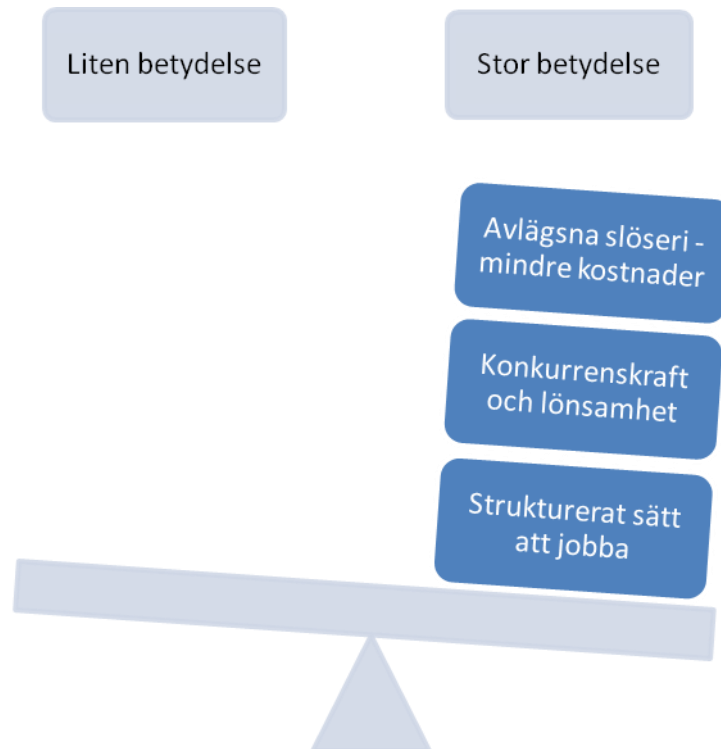 Liten betydelse
Stor betydelse
Avlägsna slöseri -
mindre kostnader
Konkurrenskraft
och lönsamhet
Strukturerat sätt
att jobba